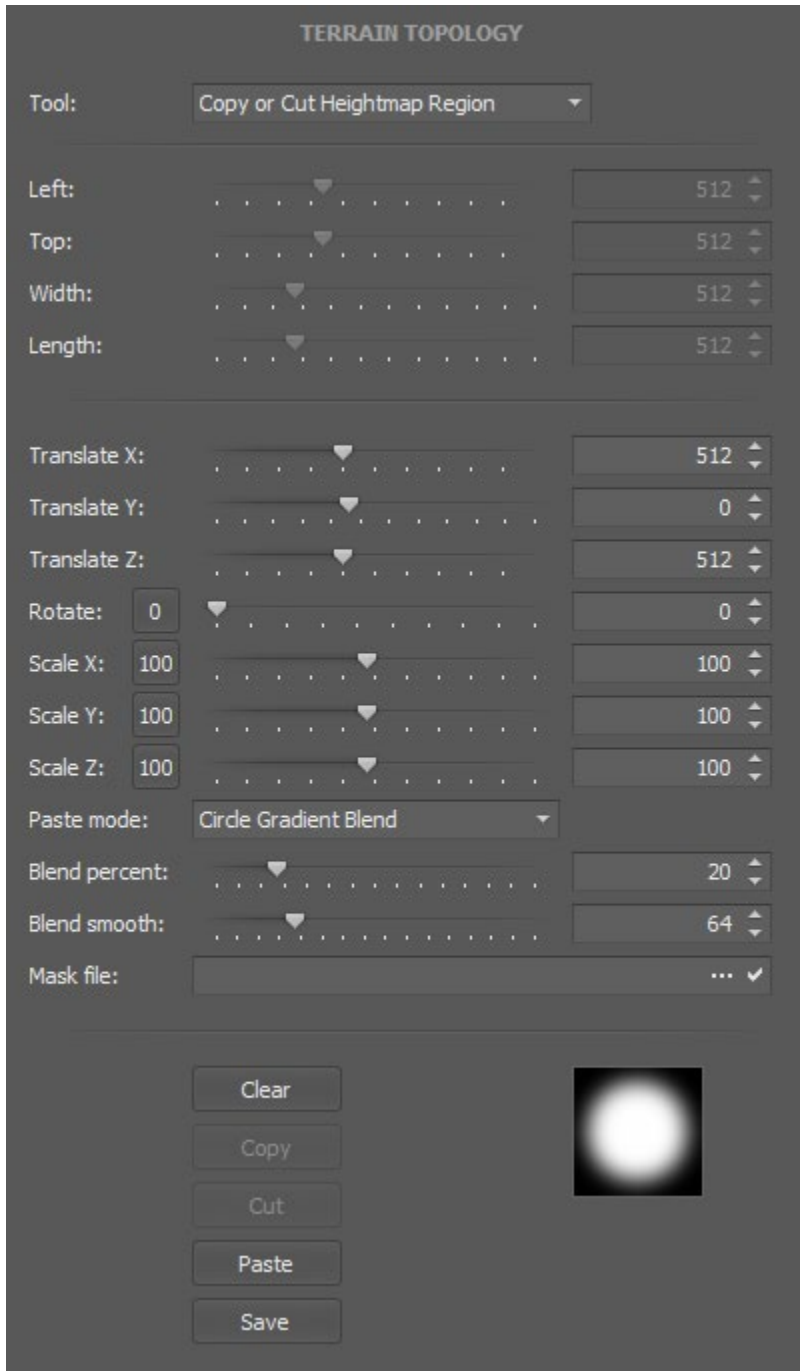 TERRAIN TOPOLOGY
Tool: Copy or Cut Heightmap Region
Left: 512
Top: 512
Width: 512
Length: 512
Translate X: 512
Translate Y: 0
Translate Z: 512
Rotate: 0 0
Scale X: 100 100
Scale Y: 100 100
Scale Z: 100 100
Paste mode: Circle Gradient Blend
Blend percent: 20
Blend smooth: 64
Mask file: ...
Clear
Copy
Cut
Paste
Save